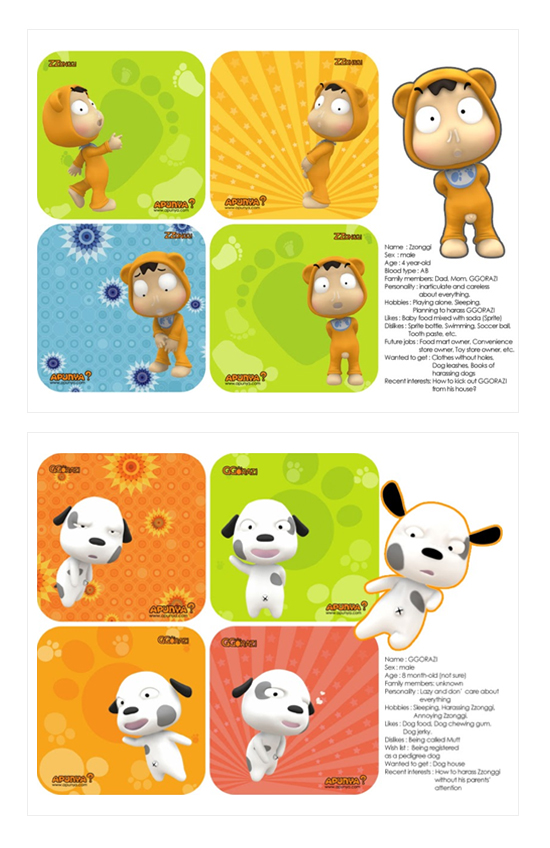 ZZONGGI
ZZONGGI
APUNYA?
www.apunya.com
APUNYA?
www.apunya.com
ZZONGGI
ZZONGGI
APUNYA?
www.apunya.com
APUNYA?
www.apunya.com
Name : Zzonggi
Sex : male
Age : 4 year-old
Blood type : AB
Family members: Dad, Mom, GGORAZI
Personality : Inarticulate and careless
about everything.
Hobbies : Playing alone, Sleeping,
Planning to harass GGORAZI
Likes : Baby food mixed with soda (Sprite)
Dislikes : Sprite bottle, Swimming, Soccer ball,
Tooth paste, etc.
Future jobs : Food mart owner, Convenience
store owner, Toy store owner, etc.
Wanted to get : Clothes without holes,
Dog leashes, Books of
harassing dogs
Recent interests: How to kick out GGORAZI
from his house?
GGORAZI
GGORAZI
APUNYA?
www.apunya.com
APUNYA?
www.apunya.com
GGORAZI
GGORAZI
APUNYA?
www.apunya.com
APUNYA?
www.apunya.com
Name : GGORAZI
Sex : male
Age : 8 month-old (not sure)
Family members: unknown
Personality : Lazy and don` care about
everything.
Hobbies : Sleeping, Harassing Zzonggi,
Annoying Zzonggi.
Likes : Dog food, Dog chewing gum,
Dog jerky.
Dislikes : Being called Mutt
Wish list : Being registered
as a pedigree dog
Wanted to get : Dog house
Recent interests : How to harass Zzonggi
without his parents'
attention